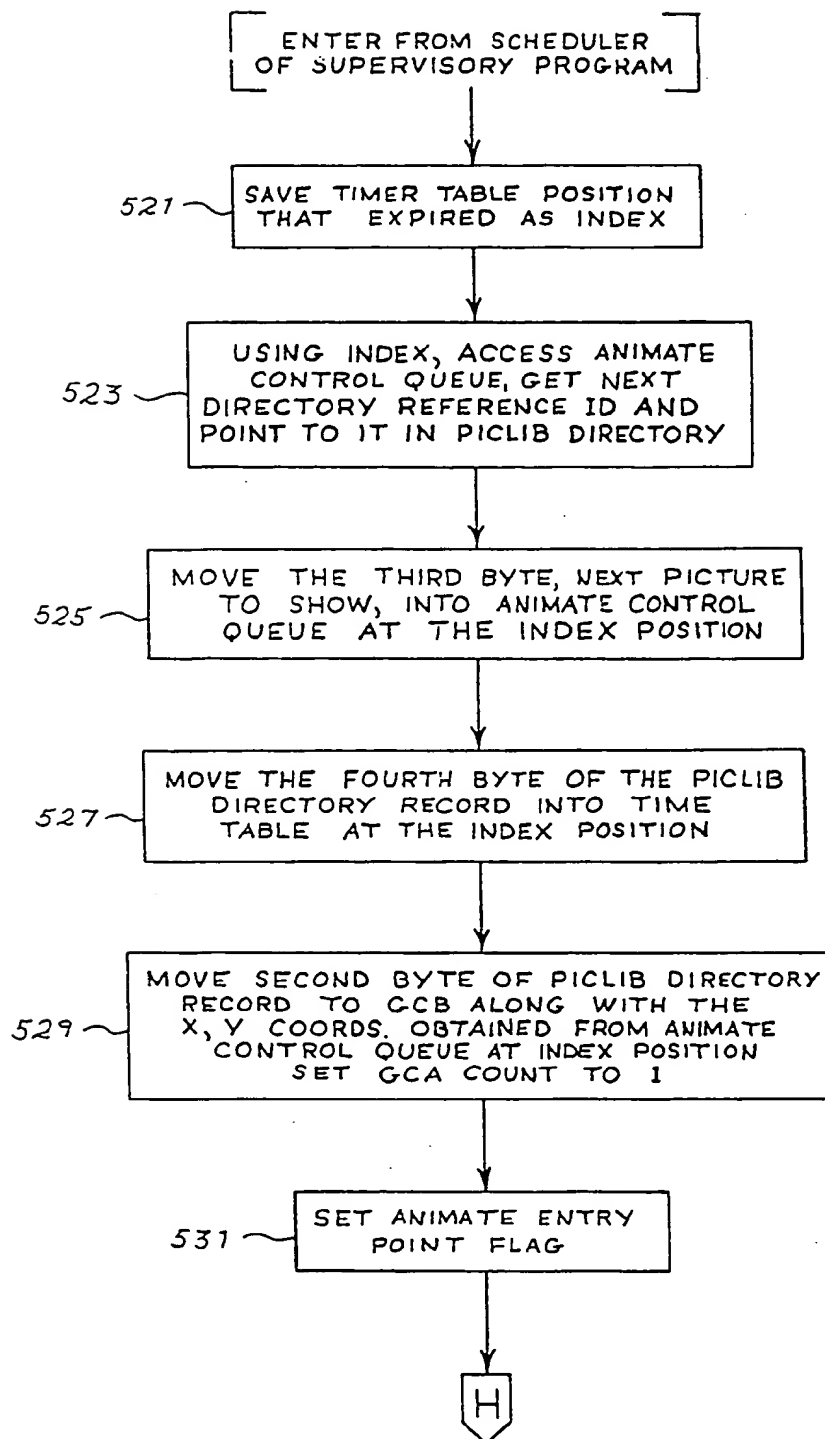 ENTER FROM SCHEDULER
OF SUPERVISORY PROGRAM
521
SAVE TIMER TABLE POSITION
THAT EXPIRED AS INDEX
523
USING INDEX, ACCESS ANIMATE
CONTROL QUEUE, GET NEXT
DIRECTORY REFERENCE ID AND
POINT TO IT IN PICLIB DIRECTORY
525
MOVE THE THIRD BYTE, NEXT PICTURE
TO SHOW, INTO ANIMATE CONTROL
QUEUE AT THE INDEX POSITION
527
MOVE THE FOURTH BYTE OF THE PICLIB
DIRECTORY RECORD INTO TIME
TABLE AT THE INDEX POSITION
529
MOVE SECOND BYTE OF PICLIB DIRECTORY
RECORD TO GCB ALONG WITH THE
X, Y COORDS. OBTAINED FROM ANIMATE
CONTROL QUEUE AT INDEX POSITION
SET GCA COUNT TO 1
531
SET ANIMATE ENTRY
POINT FLAG
H